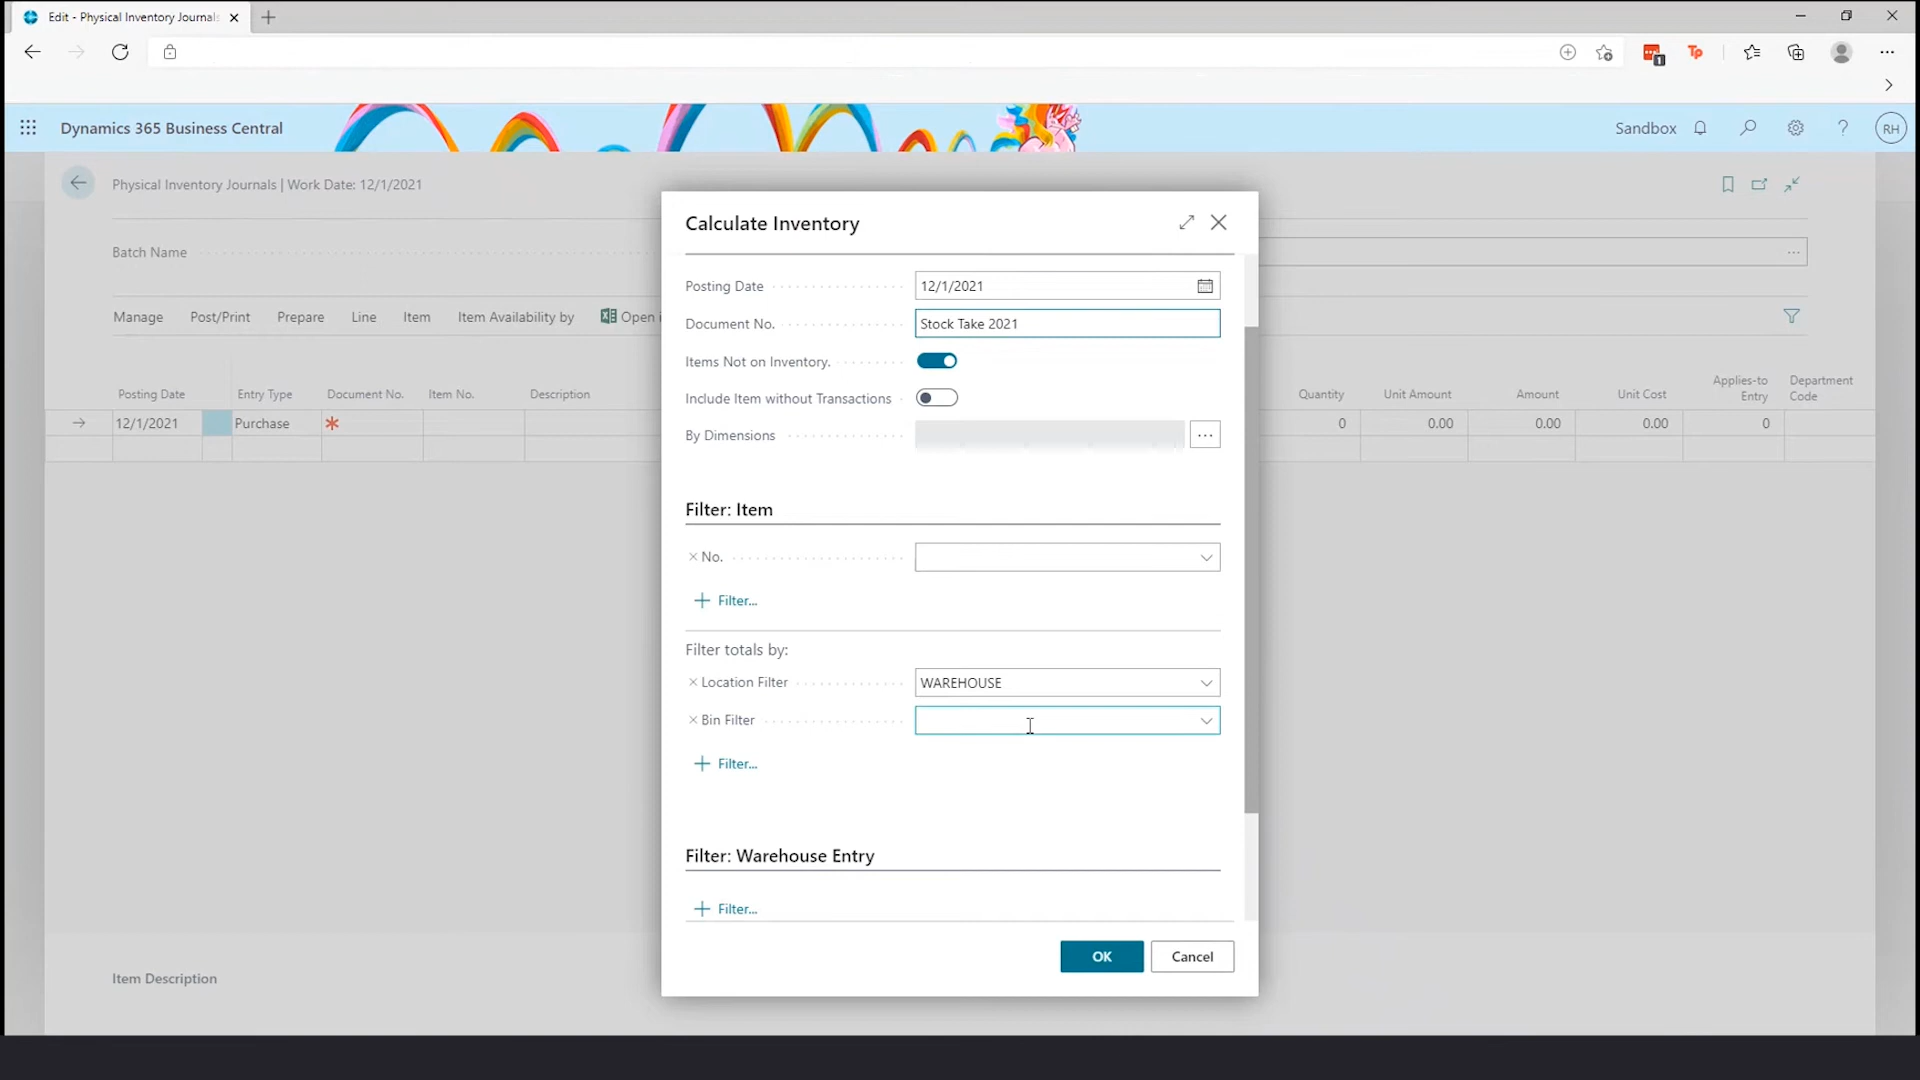 Edit - Physical Inventory Journals
1
Tp
Dynamics 365 Business Central
Sandbox
?
RH
Physical Inventory Journals | Work Date: 12/1/2021
Batch Name
Manage Post/Print Prepare Line Item Item Availability by Open
Posting Date Entry Type Document No. Item No. Description Quantity Unit Amount Amount Unit Cost Applies-to Entry Department Code
12/1/2021 Purchase * 0 0.00 0.00 0.00 0
Item Description
Calculate Inventory
Posting Date 12/1/2021
Document No. Stock Take 2021
Items Not on Inventory.
Include Item without Transactions
By Dimensions
Filter: Item
× No.
+ Filter...
Filter totals by:
× Location Filter WAREHOUSE
× Bin Filter
+ Filter...
Filter: Warehouse Entry
+ Filter...
OK Cancel